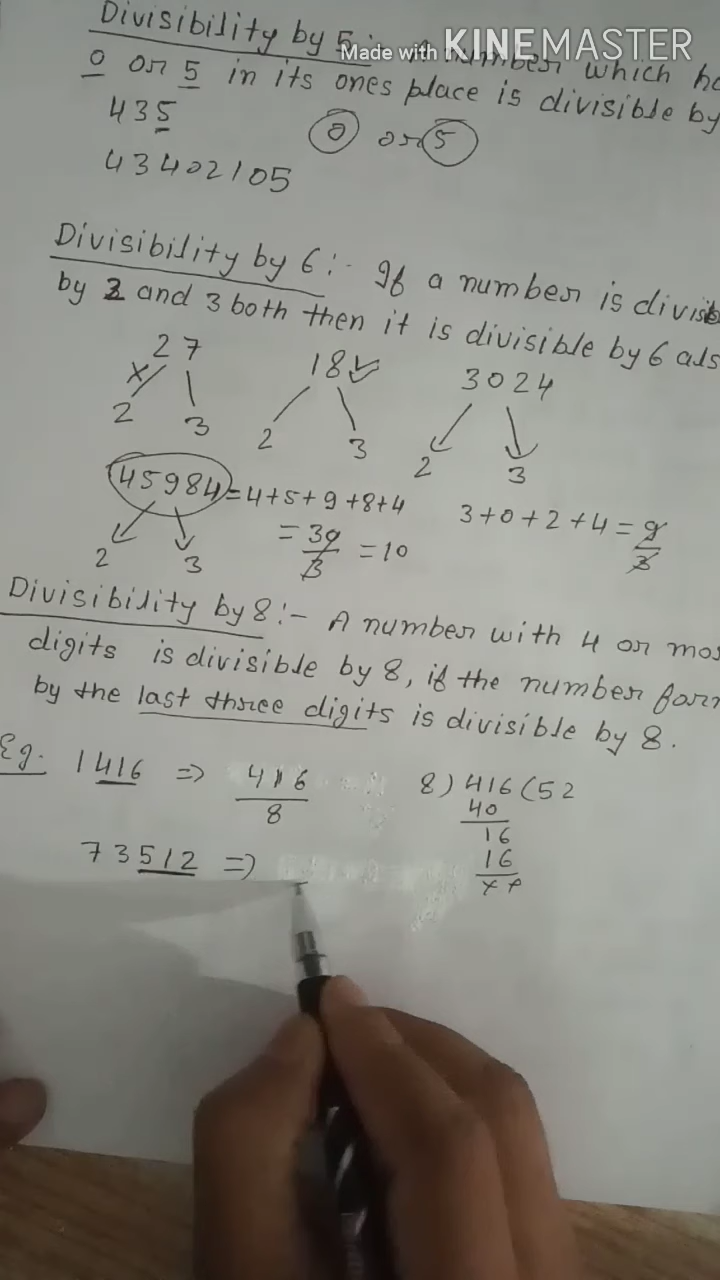 Divisibility by 5:- A number which
Made with KINEMASTER
0 or 5 in its ones place is divisible by
435
0 or 5
43402105
Divisibility by 6:- If a number is
by 2 and 3 both then it is divisible by 6
27 18 3024
2 3 2 3 2 3
45984 = 4+5+9+8+4 3+0+2+4 = 9/3
= 30/3 = 10
2 3
Divisibility by 8:- A number with 4 or
digits is divisible by 8, if the number
by the last three digits is divisible by 8.
Eg. 1416 => 416/8 8)416(52
40
16
73512 => 16